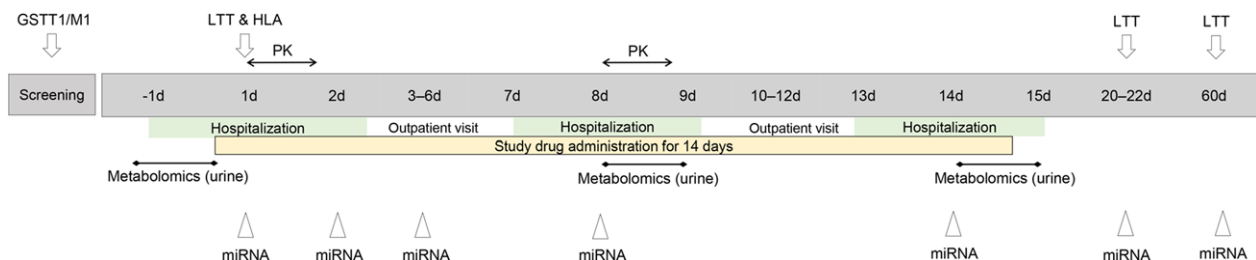 GSTT1/M1 LTT & HLA LTT LTT
PK PK
Screening -1d 1d 2d 3–6d 7d 8d 9d 10–12d 13d 14d 15d 20–22d 60d
Hospitalization Outpatient visit Hospitalization Outpatient visit Hospitalization
Study drug administration for 14 days
Metabolomics (urine) Metabolomics (urine) Metabolomics (urine)
miRNA miRNA miRNA miRNA miRNA miRNA miRNA